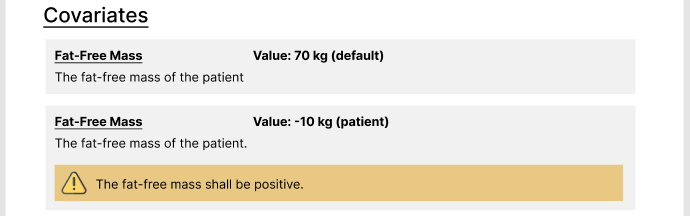 Covariates
Fat-Free Mass Value: 70 kg (default)
The fat-free mass of the patient
Fat-Free Mass Value: -10 kg (patient)
The fat-free mass of the patient.
The fat-free mass shall be positive.